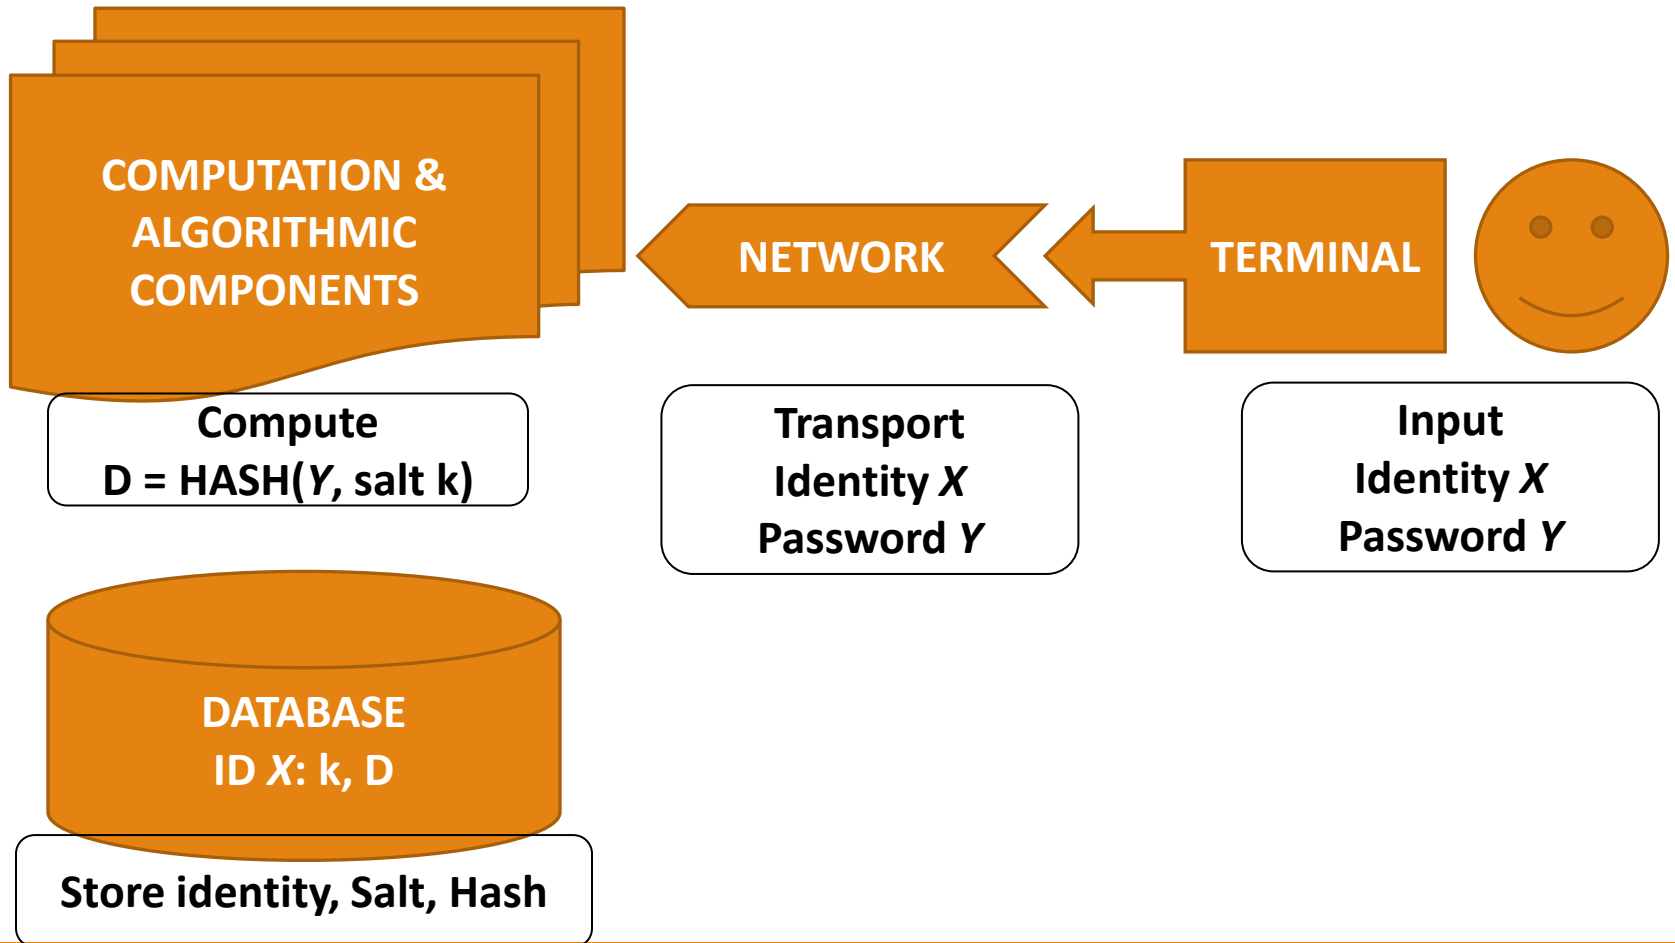 COMPUTATION &
ALGORITHMIC
COMPONENTS
NETWORK
TERMINAL
Compute
D = HASH(Y, salt k)
Transport
Identity X
Password Y
Input
Identity X
Password Y
DATABASE
ID X: k, D
Store identity, Salt, Hash